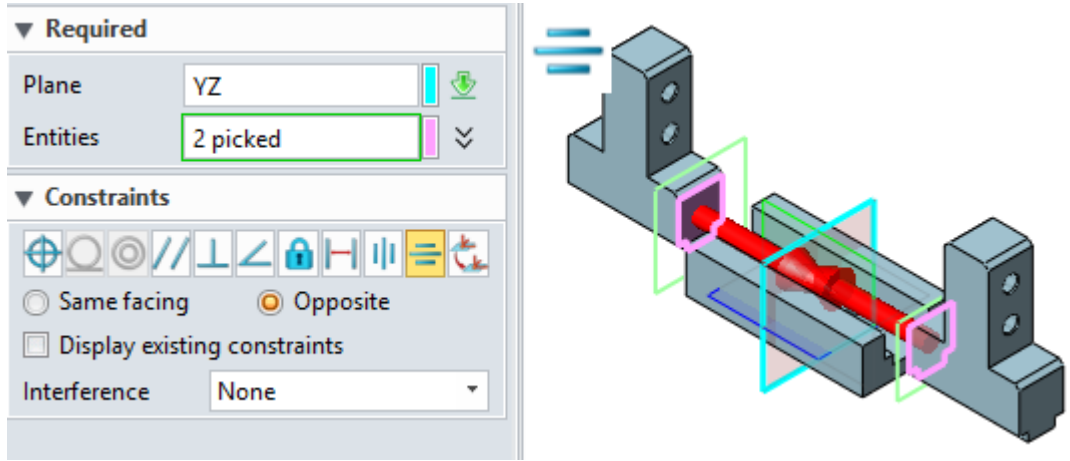 Required
Plane YZ
Entities 2 picked
Constraints
Same facing Opposite
Display existing constraints
Interference None